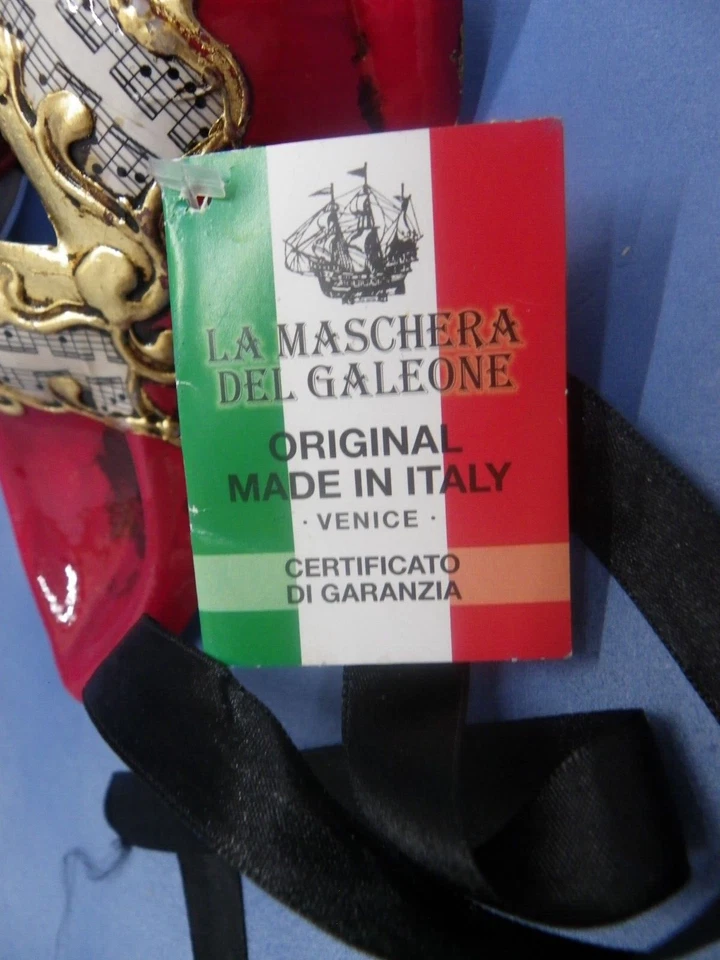 LA MASCHERA
DEL GALEONE
ORIGINAL
MADE IN ITALY
· VENICE ·
CERTIFICATO
DI GARANZIA